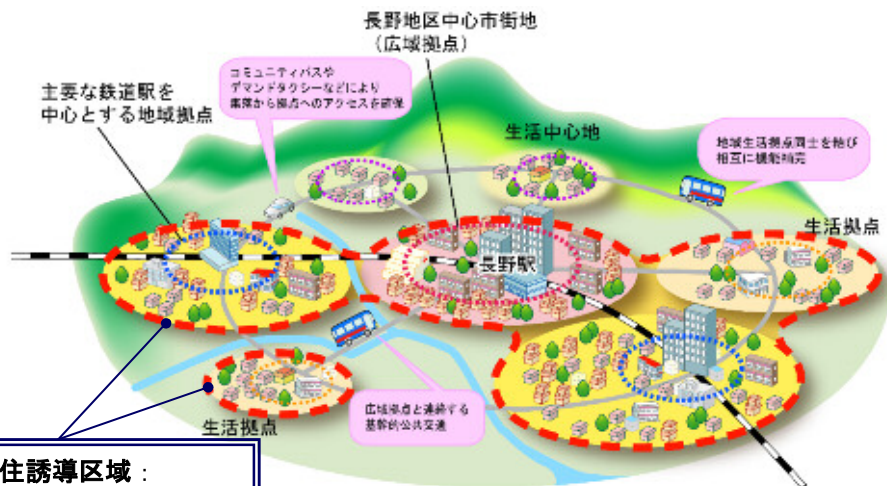 長野地区中心市街地
（広域拠点）
コミュニティバスや
デマンドタクシーなどにより
集落から拠点へのアクセスを確保
主要な鉄道駅を
中心とする地域拠点
生活中心地
地域生活拠点同士を結び
相互に機能補完
生活拠点
長野駅
広域拠点と連絡する
基幹的公共交通
生活拠点
住誘導区域：